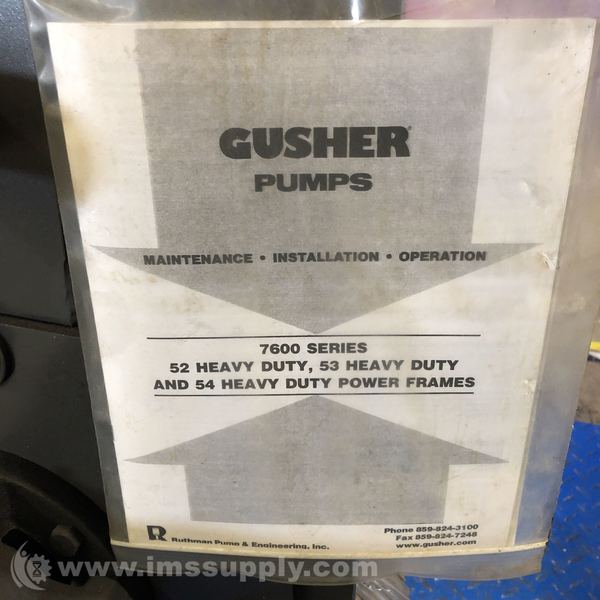 GUSHER®
PUMPS
MAINTENANCE • INSTALLATION • OPERATION
7600 SERIES
52 HEAVY DUTY, 53 HEAVY DUTY
AND 54 HEAVY DUTY POWER FRAMES
R Ruthman Pump & Engineering, Inc.
Phone 859-824-3100
Fax 859-824-7248
www.gusher.com
www.imssupply.com